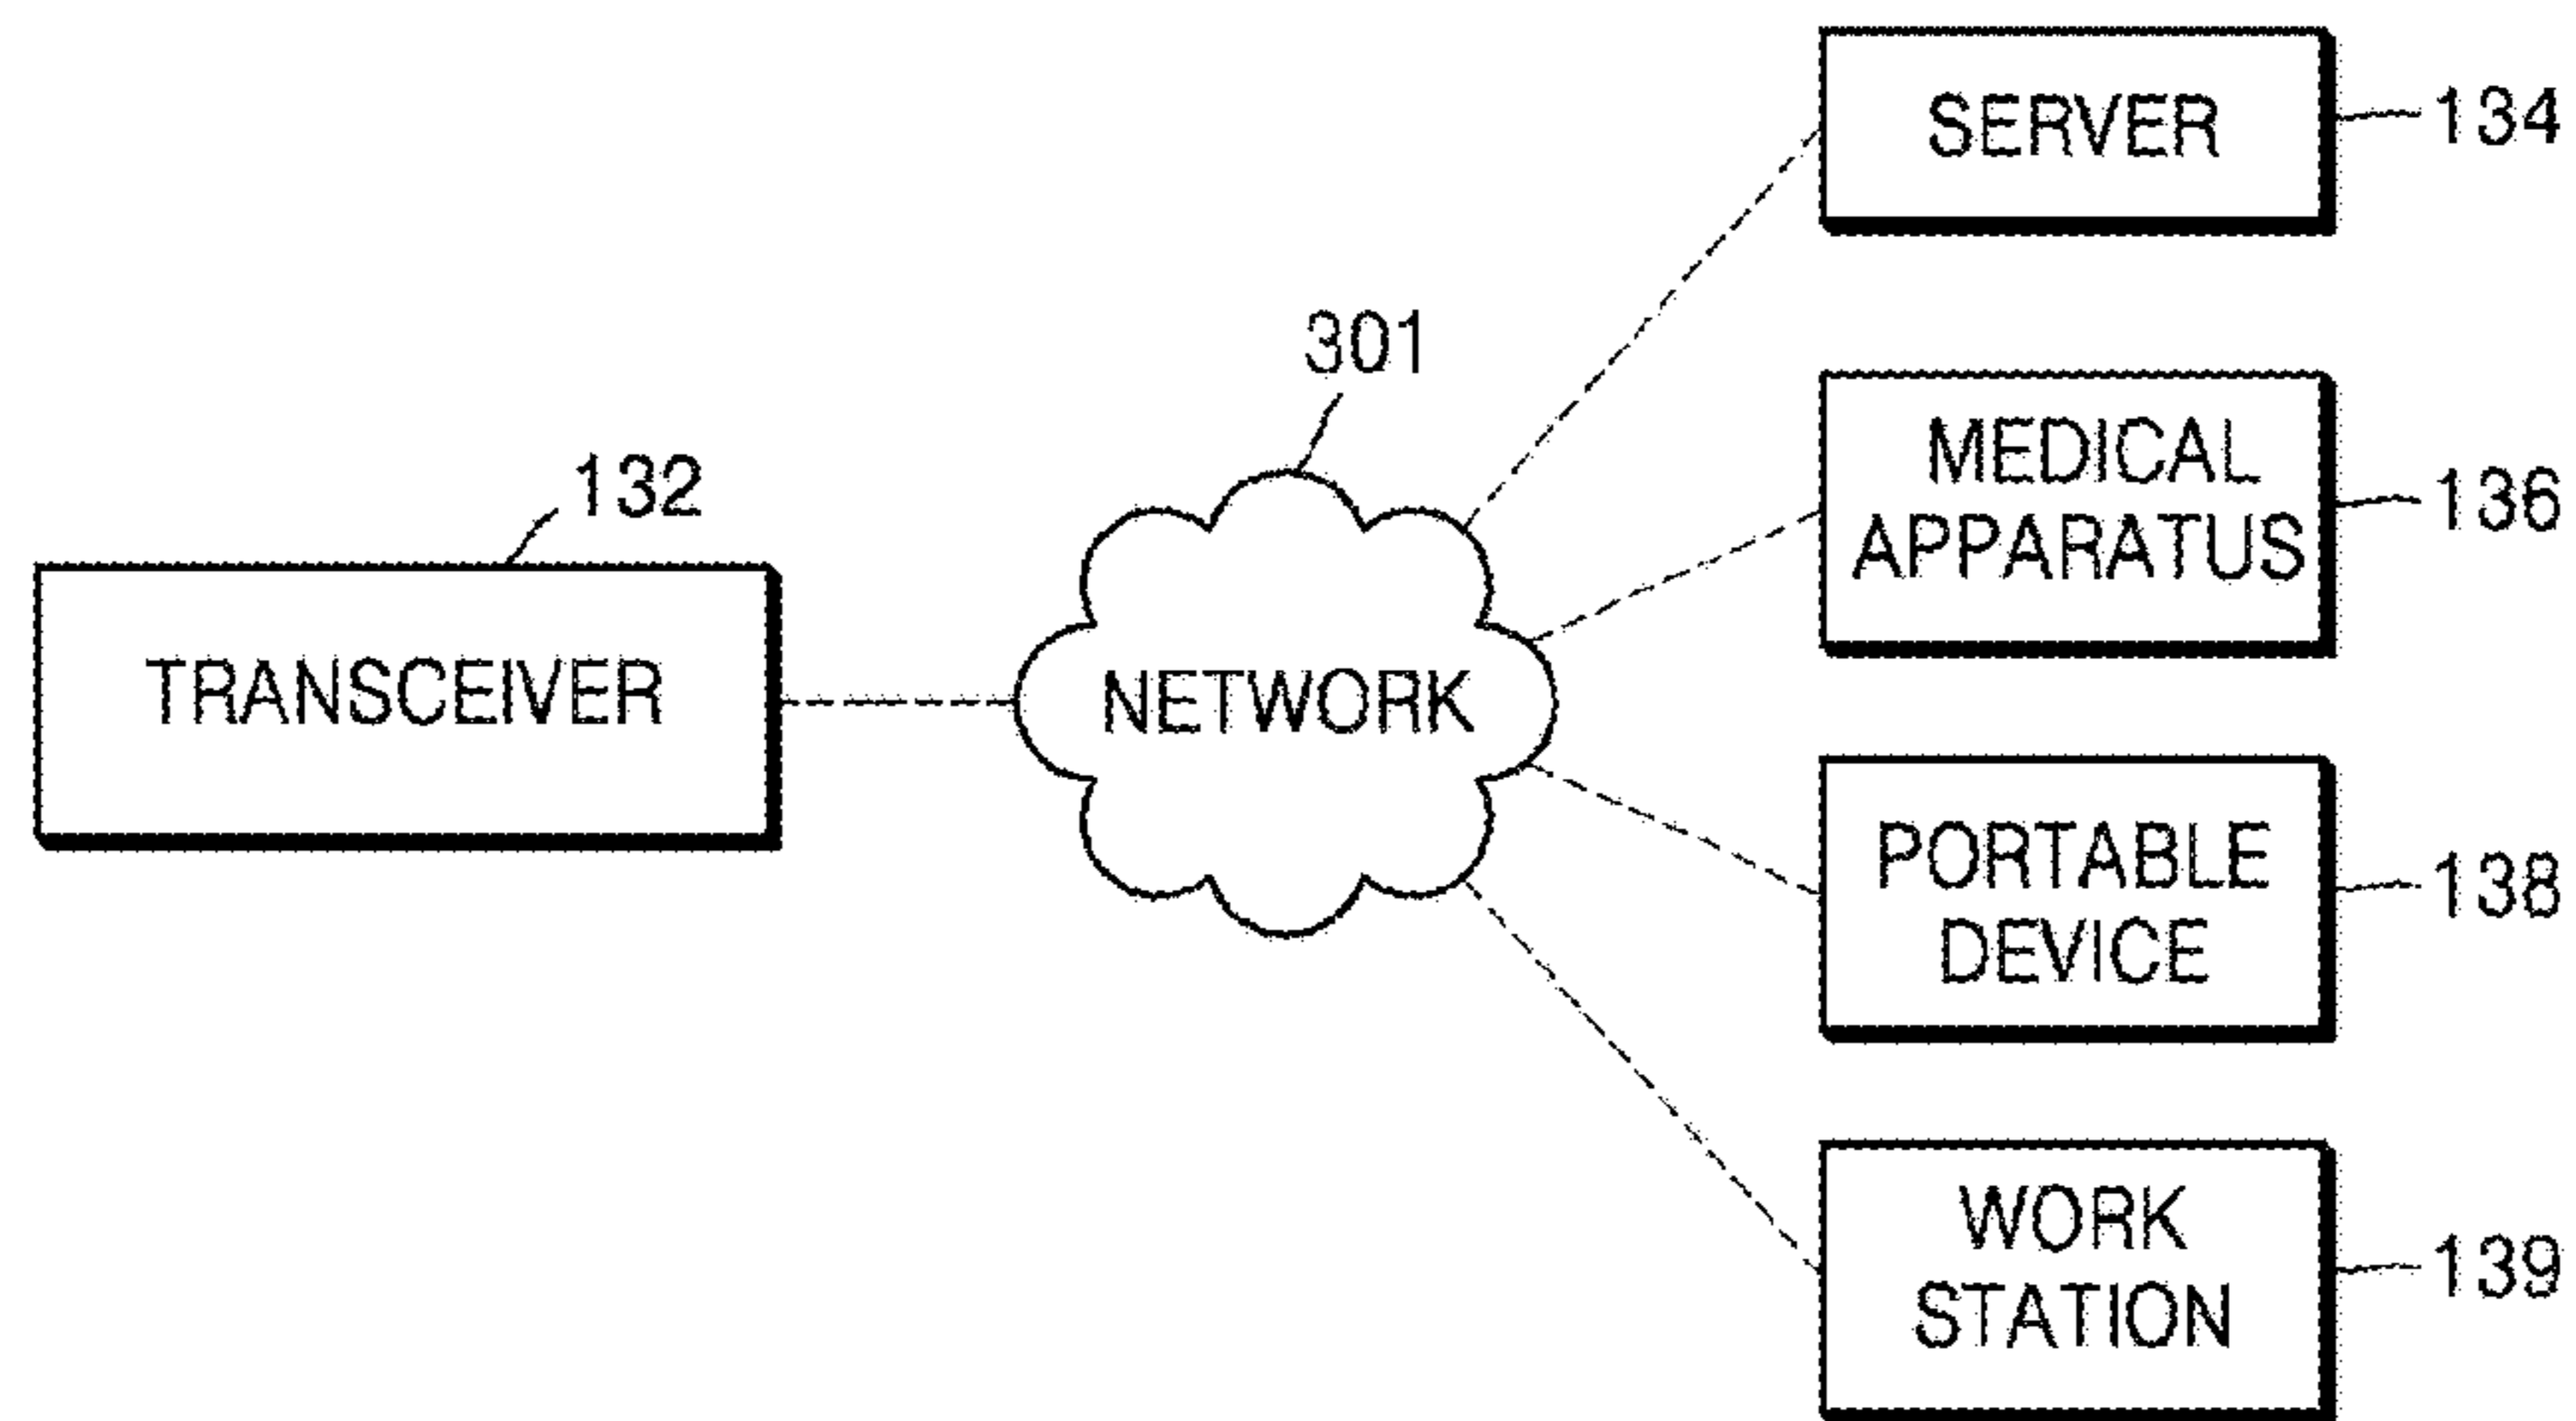 SERVER
134
301
MEDICAL
APPARATUS
136
132
TRANSCEIVER
NETWORK
PORTABLE
DEVICE
138
WORK
STATION
139